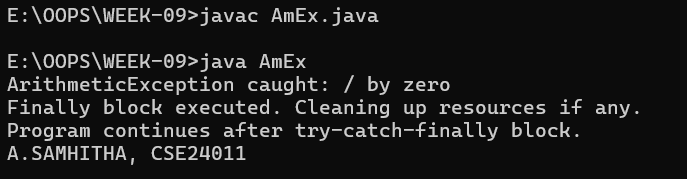 E:\OOPS\WEEK-09>javac AmEx.java
E:\OOPS\WEEK-09>java AmEx
ArithmeticException caught: / by zero
Finally block executed. Cleaning up resources if any.
Program continues after try-catch-finally block.
A.SAMHITHA, CSE24011